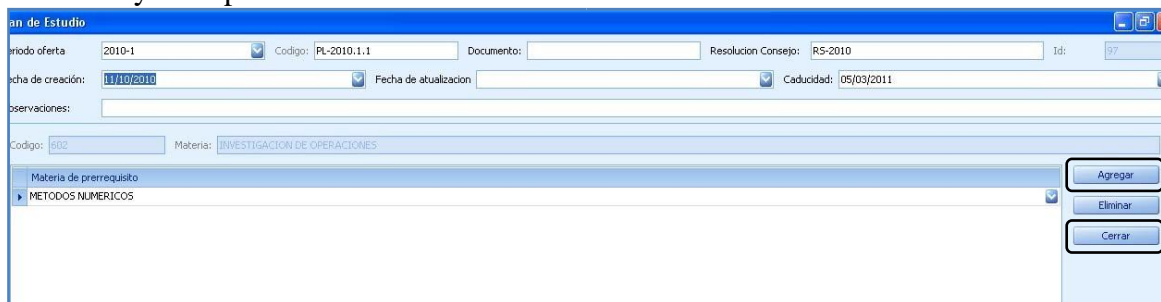 an de Estudio
eriodo oferta 2010-1 Codigo: PL-2010.1.1 Documento: Resolucion Consejo: RS-2010 Id: 97
echa de creación: 11/10/2010 Fecha de atualizacion Caducidad: 05/03/2011
bservaciones:
Codigo: 602 Materia: INVESTIGACION DE OPERACIONES
Materia de prerrequisito
METODOS NUMERICOS
Agregar
Eliminar
Cerrar